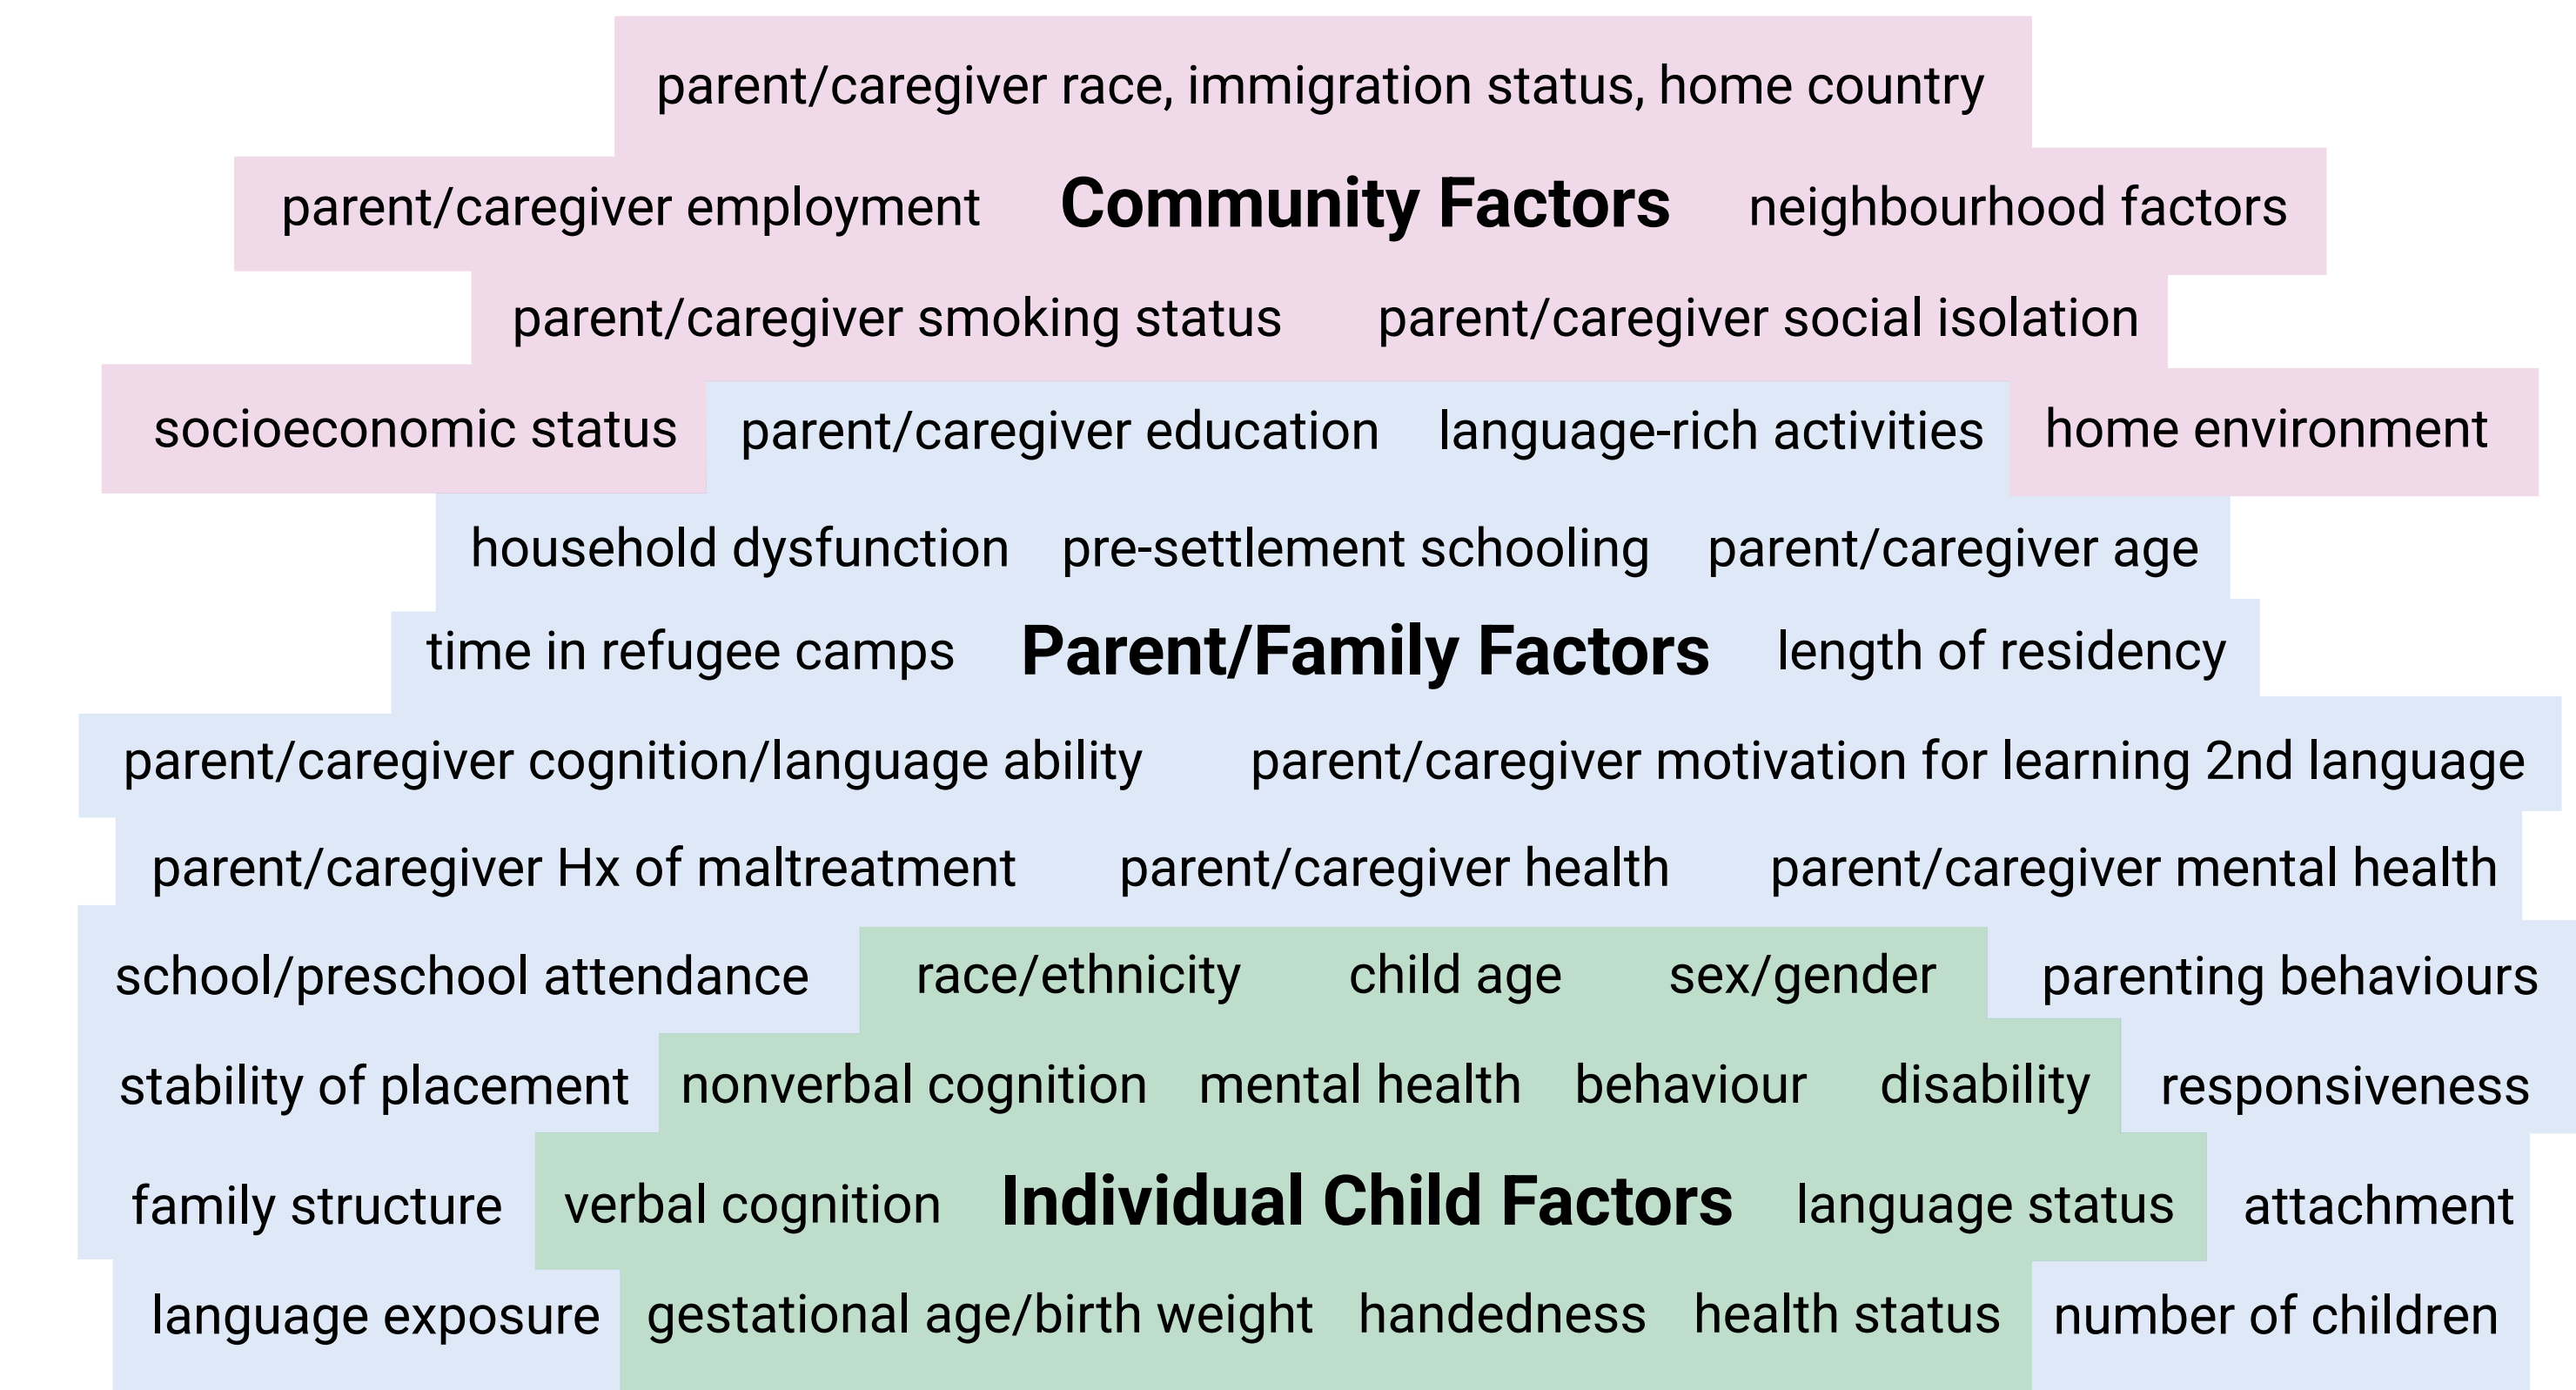 parent/caregiver race, immigration status, home country
parent/caregiver employment Community Factors neighbourhood factors
parent/caregiver smoking status parent/caregiver social isolation
socioeconomic status parent/caregiver education language-rich activities home environment
household dysfunction pre-settlement schooling parent/caregiver age
time in refugee camps Parent/Family Factors length of residency
parent/caregiver cognition/language ability parent/caregiver motivation for learning 2nd language
parent/caregiver Hx of maltreatment parent/caregiver health parent/caregiver mental health
school/preschool attendance race/ethnicity child age sex/gender parenting behaviours
stability of placement nonverbal cognition mental health behaviour disability responsiveness
family structure verbal cognition Individual Child Factors language status attachment
language exposure gestational age/birth weight handedness health status number of children